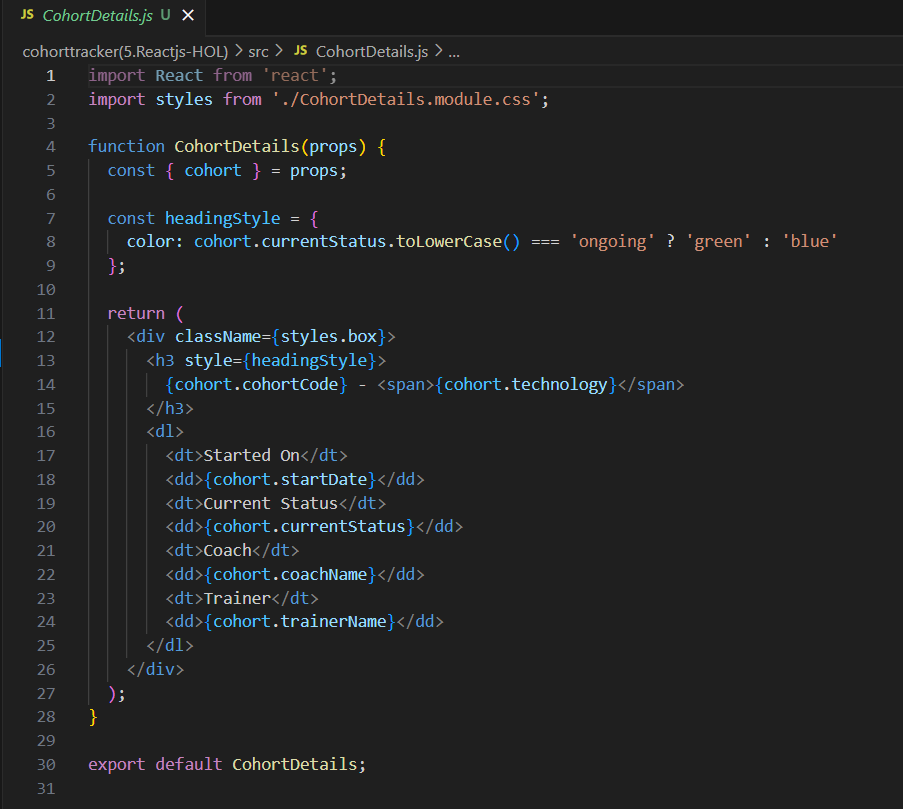 JS CohortDetails.js U ×
cohorttracker(5.Reactjs-HOL) > src > JS CohortDetails.js > ...
1 import React from 'react';
2 import styles from './CohortDetails.module.css';
3
4 function CohortDetails(props) {
5   const { cohort } = props;
6
7   const headingStyle = {
8     color: cohort.currentStatus.toLowerCase() === 'ongoing' ? 'green' : 'blue'
9   };
10
11   return (
12     <div className={styles.box}>
13       <h3 style={headingStyle}>
14         {cohort.cohortCode} - <span>{cohort.technology}</span>
15       </h3>
16       <dl>
17         <dt>Started On</dt>
18         <dd>{cohort.startDate}</dd>
19         <dt>Current Status</dt>
20         <dd>{cohort.currentStatus}</dd>
21         <dt>Coach</dt>
22         <dd>{cohort.coachName}</dd>
23         <dt>Trainer</dt>
24         <dd>{cohort.trainerName}</dd>
25       </dl>
26     </div>
27   );
28 }
29
30 export default CohortDetails;
31